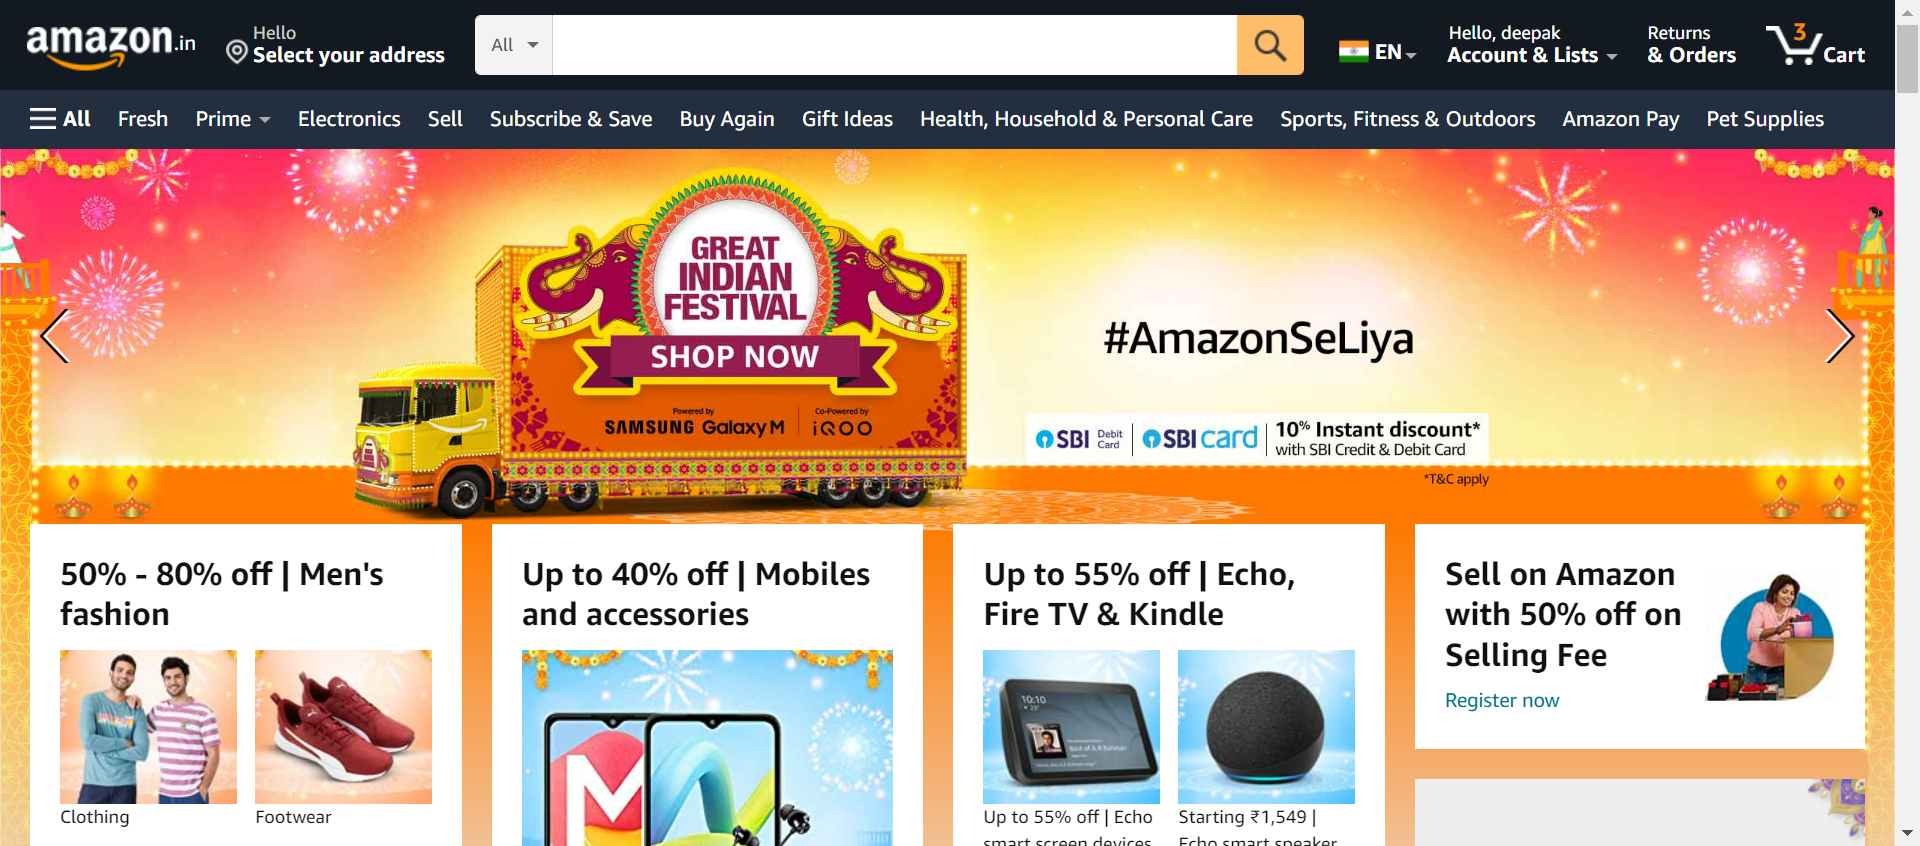 amazon.in
Hello
Select your address
All
EN
Hello, deepak
Account & Lists
Returns
& Orders
3
Cart
All
Fresh
Prime
Electronics
Sell
Subscribe & Save
Buy Again
Gift Ideas
Health, Household & Personal Care
Sports, Fitness & Outdoors
Amazon Pay
Pet Supplies
GREAT
INDIAN
FESTIVAL
SHOP NOW
Powered by
SAMSUNG Galaxy M
Co-Powered by
iQOO
#AmazonSeLiya
SBI Debit
Card
SBI card
10% Instant discount*
with SBI Credit & Debit Card
*T&C apply
50% - 80% off | Men's
fashion
Clothing
Footwear
Up to 40% off | Mobiles
and accessories
Up to 55% off | Echo,
Fire TV & Kindle
10:10
Best of A.R.Rahman
Up to 55% off | Echo
smart screen devices
Starting ₹1,549 |
Echo smart speaker
Sell on Amazon
with 50% off on
Selling Fee
Register now